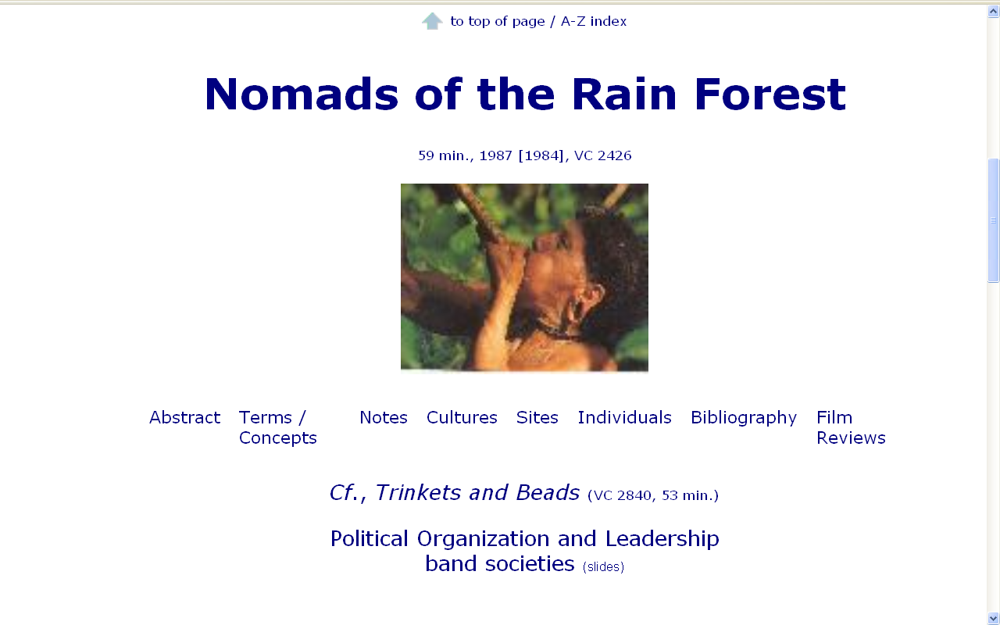 to top of page / A-Z index
Nomads of the Rain Forest
59 min., 1987 [1984], VC 2426
Abstract Terms / Concepts Notes Cultures Sites Individuals Bibliography Film Reviews
Cf., Trinkets and Beads (VC 2840, 53 min.)
Political Organization and Leadership
band societies (slides)